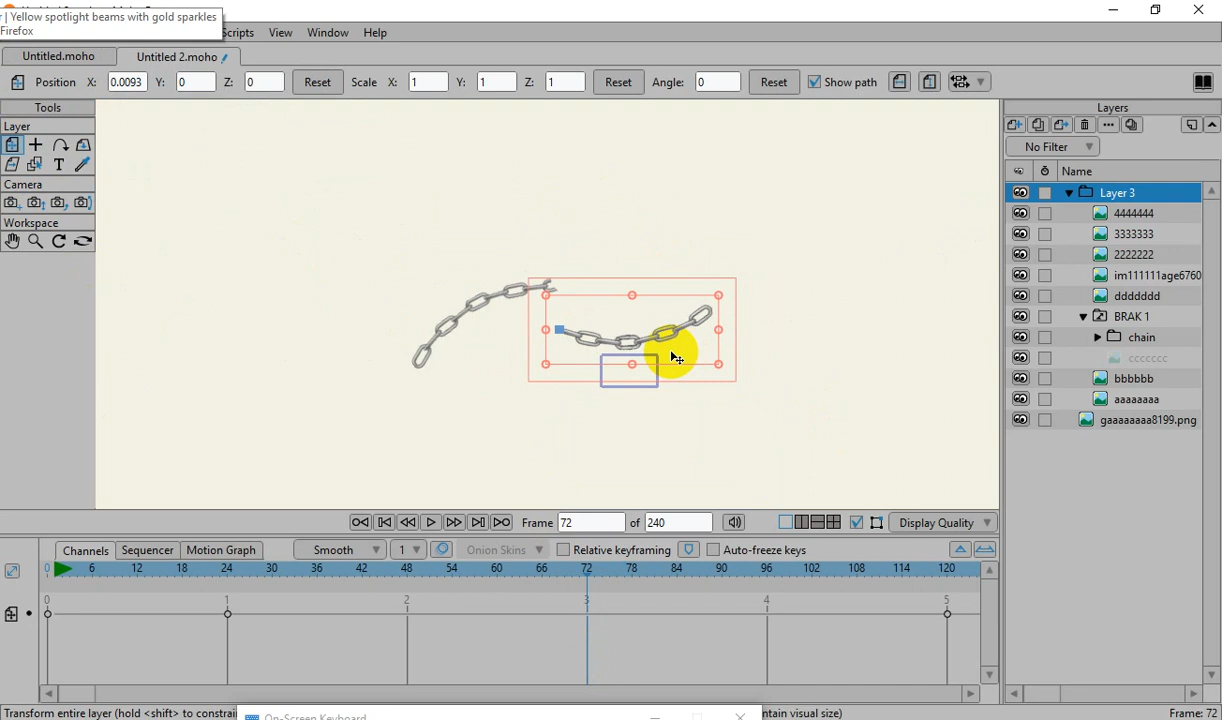 r | Yellow spotlight beams with gold sparkles
Firefox
Scripts View Window Help
Untitled.moho Untitled 2.moho
Position X: 0.0093 Y: 0 Z: 0 Reset Scale X: 1 Y: 1 Z: 1 Reset Angle: 0 Reset Show path
Tools Layers
Layer
No Filter
Name
Layer 3
4444444
3333333
2222222
im111111age6760
ddddddd
BRAK 1
chain
ccccccc
bbbbbb
aaaaaaaa
gaaaaaaaa8199.png
T
Camera
Workspace
Frame 72 of 240 Display Quality
Channels Sequencer Motion Graph Smooth 1 Onion Skins Relative keyframing Auto-freeze keys
0 6 12 18 24 30 36 42 48 54 60 66 72 78 84 90 96 102 108 114 120
0 1 2 3 4 5
Transform entire layer (hold <shift> to constrai ntain visual size) Frame: 72
On-Screen Keyboard